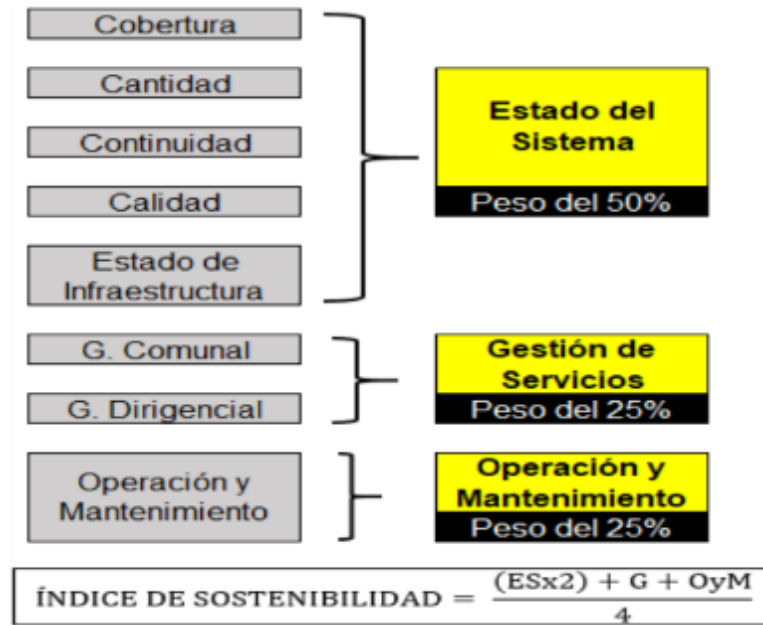 Cobertura
Cantidad
Continuidad
Calidad
Estado de
Infraestructura
Estado del
Sistema
Peso del 50%
G. Comunal
G. Dirigencial
Gestión de
Servicios
Peso del 25%
Operación y
Mantenimiento
Operación y
Mantenimiento
Peso del 25%
ÍNDICE DE SOSTENIBILIDAD = (ESx2) + G + OyM
4